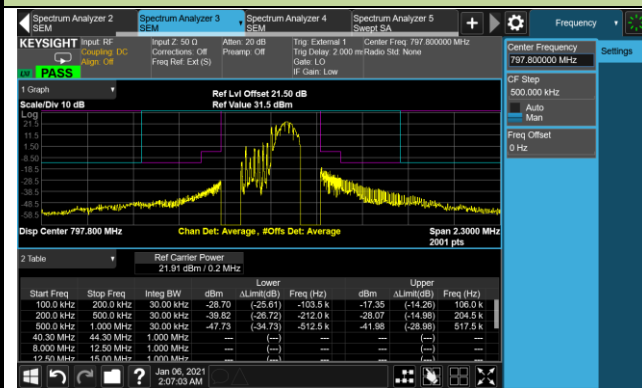 Spectrum Analyzer 2
SEM
Spectrum Analyzer 3
SEM
Spectrum Analyzer 4
SEM
Spectrum Analyzer 5
Swept SA
Frequency
KEYSIGHT
Input: RF
Coupling: DC
Align: Off
Input Z: 50 Ω
Corrections: Off
Freq Ref: Ext (S)
Atten: 20 dB
Preamp: Off
Trig: External 1
Trig Delay: 2.000 ms
Gate: LO
IF Gain: Low
Center Freq: 797.800000 MHz
Radio Std: None
PASS
Center Frequency
797.800000 MHz
Settings
CF Step
500.000 kHz
Auto
Man
Freq Offset
0 Hz
1 Graph
Scale/Div 10 dB
Ref Lvl Offset 21.50 dB
Ref Value 31.5 dBm
Log
21.5
11.5
1.50
-8.50
-18.5
-28.5
-38.5
-48.5
-58.5
Disp Center 797.800 MHz
Chan Det: Average, #Offs Det: Average
Span 2.3000 MHz
2001 pts
2 Table
Ref Carrier Power
21.91 dBm / 0.2 MHz
Lower Upper
Start Freq Stop Freq Integ BW dBm ΔLimit(dB) Freq (Hz) dBm ΔLimit(dB) Freq (Hz)
100.0 kHz 200.0 kHz 30.00 kHz -28.70 (-25.61) -103.5 k -17.35 (-14.26) 106.0 k
200.0 kHz 500.0 kHz 30.00 kHz -39.82 (-26.72) -212.0 k -28.07 (-14.98) 204.5 k
500.0 kHz 1.000 MHz 30.00 kHz -47.73 (-34.73) -512.5 k -41.98 (-28.98) 517.5 k
40.30 MHz 44.30 MHz 1.000 MHz --- (---) --- --- (---) ---
8.000 MHz 12.50 MHz 1.000 MHz --- (---) --- --- (---) ---
12.50 MHz 15.00 MHz 1.000 MHz --- (---) --- --- (---) ---
Jan 06, 2021
2:07:03 AM